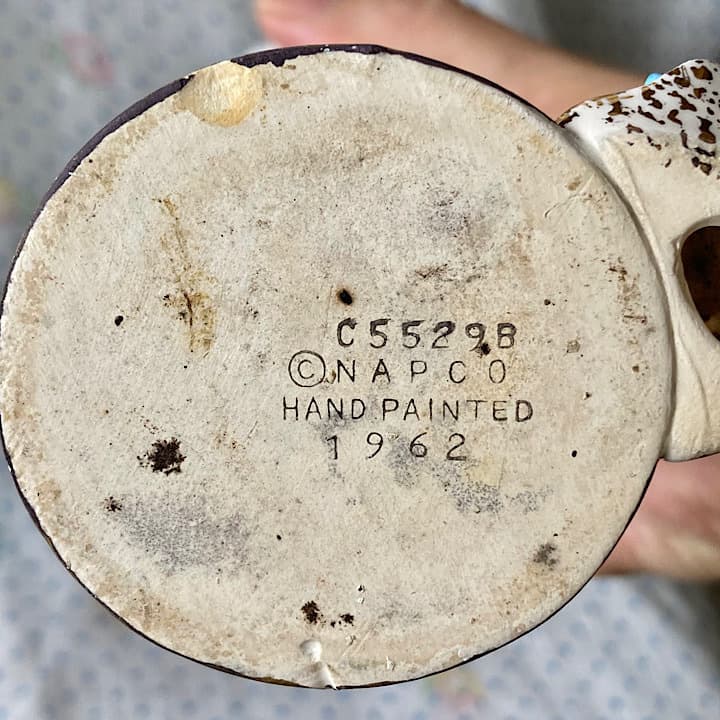 C5529B
©NAPCO
HAND PAINTED
1962